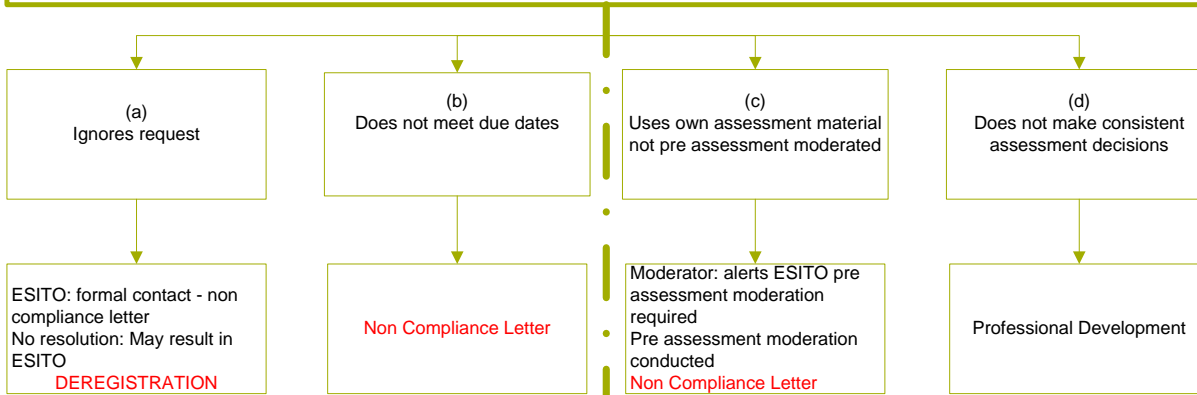 (a)
Ignores request
(b)
Does not meet due dates
(c)
Uses own assessment material
not pre assessment moderated
(d)
Does not make consistent
assessment decisions
ESITO: formal contact - non
compliance letter
No resolution: May result in
ESITO
DEREGISTRATION
Non Compliance Letter
Moderator: alerts ESITO pre
assessment moderation
required
Pre assessment moderation
conducted
Non Compliance Letter
Professional Development